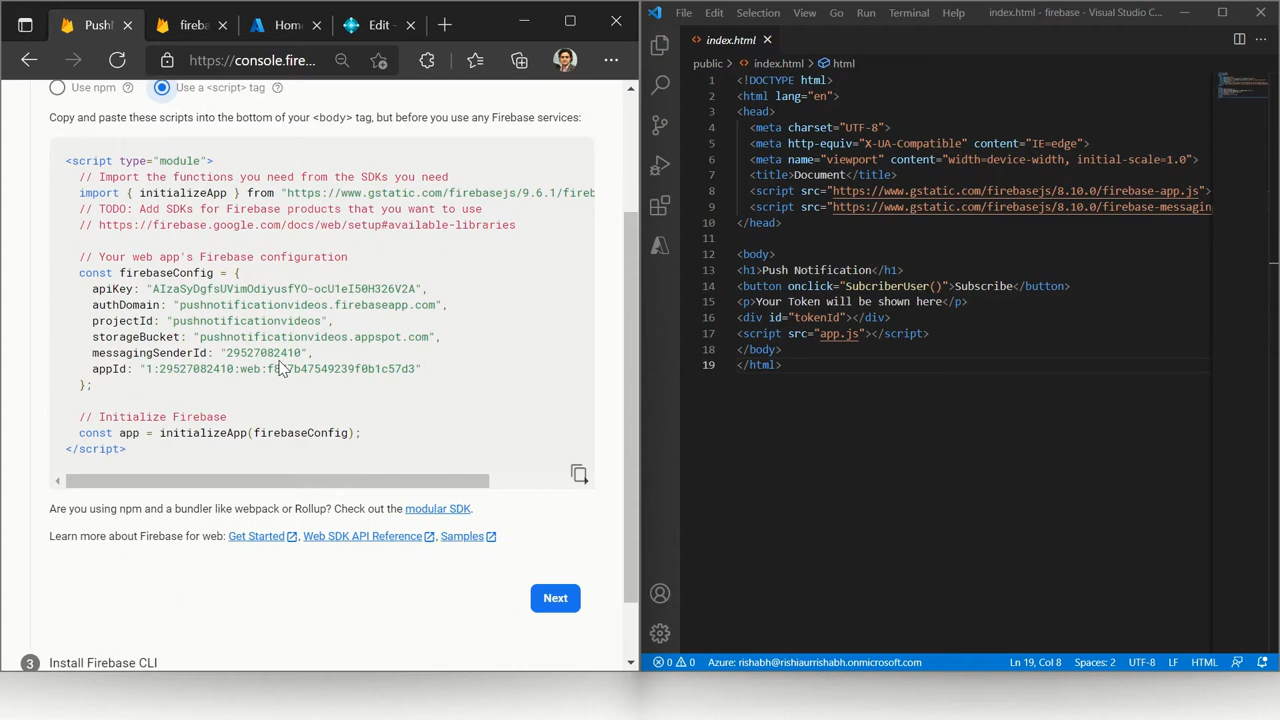 Push
fireba
Home
Edit -
https://console.fire...
Use npm
Use a <script> tag
Copy and paste these scripts into the bottom of your <body> tag, but before you use any Firebase services:
<script type="module">
// Import the functions you need from the SDKs you need
import { initializeApp } from "https://www.gstatic.com/firebasejs/9.6.1/fireb
// TODO: Add SDKs for Firebase products that you want to use
// https://firebase.google.com/docs/web/setup#available-libraries
// Your web app's Firebase configuration
const firebaseConfig = {
apiKey: "AIzaSyDgfsUVimOdiyusfYO-ocU1eI50H326V2A",
authDomain: "pushnotificationvideos.firebaseapp.com",
projectId: "pushnotificationvideos",
storageBucket: "pushnotificationvideos.appspot.com",
messagingSenderId: "29527082410",
appId:
};
// Initialize Firebase
const app = initializeApp(firebaseConfig);
</script>
Are you using npm and a bundler like webpack or Rollup? Check out the modular SDK.
Learn more about Firebase for web: Get Started, Web SDK API Reference, Samples
Next
3 Install Firebase CLI
File Edit Selection View Go Run Terminal Help index.html - firebase - Visual Studio C...
index.html
public > index.html > html
1 <!DOCTYPE html>
2 <html lang="en">
3 <head>
4 <meta charset="UTF-8">
5 <meta http-equiv="X-UA-Compatible" content="IE=edge">
6 <meta name="viewport" content="width=device-width, initial-scale=1.0">
7 <title>Document</title>
8 <script src="https://www.gstatic.com/firebasejs/8.10.0/firebase-app.js">
9 <script src="https://www.gstatic.com/firebasejs/8.10.0/firebase-messagin
10 </head>
11
12 <body>
13 <h1>Push Notification</h1>
14 <button onclick="SubcriberUser()">Subscribe</button>
15 <p>Your Token will be shown here</p>
16 <div id="tokenId"></div>
17 <script src="app.js"></script>
18 </body>
19 </html>
0 0 Azure: rishabh@rishiaurrishabh.onmicrosoft.com Ln 19, Col 8 Spaces: 2 UTF-8 LF HTML